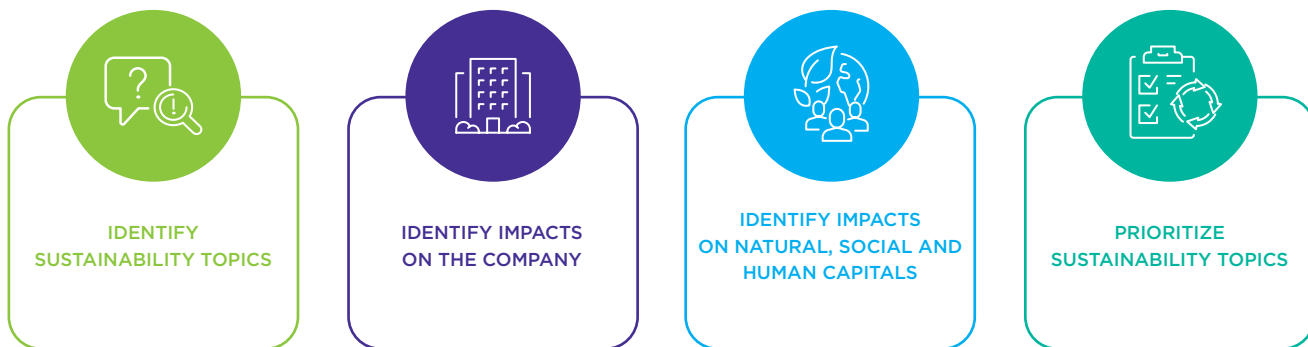 IDENTIFY
SUSTAINABILITY TOPICS
IDENTIFY IMPACTS
ON THE COMPANY
IDENTIFY IMPACTS
ON NATURAL, SOCIAL AND
HUMAN CAPITALS
PRIORITIZE
SUSTAINABILITY TOPICS